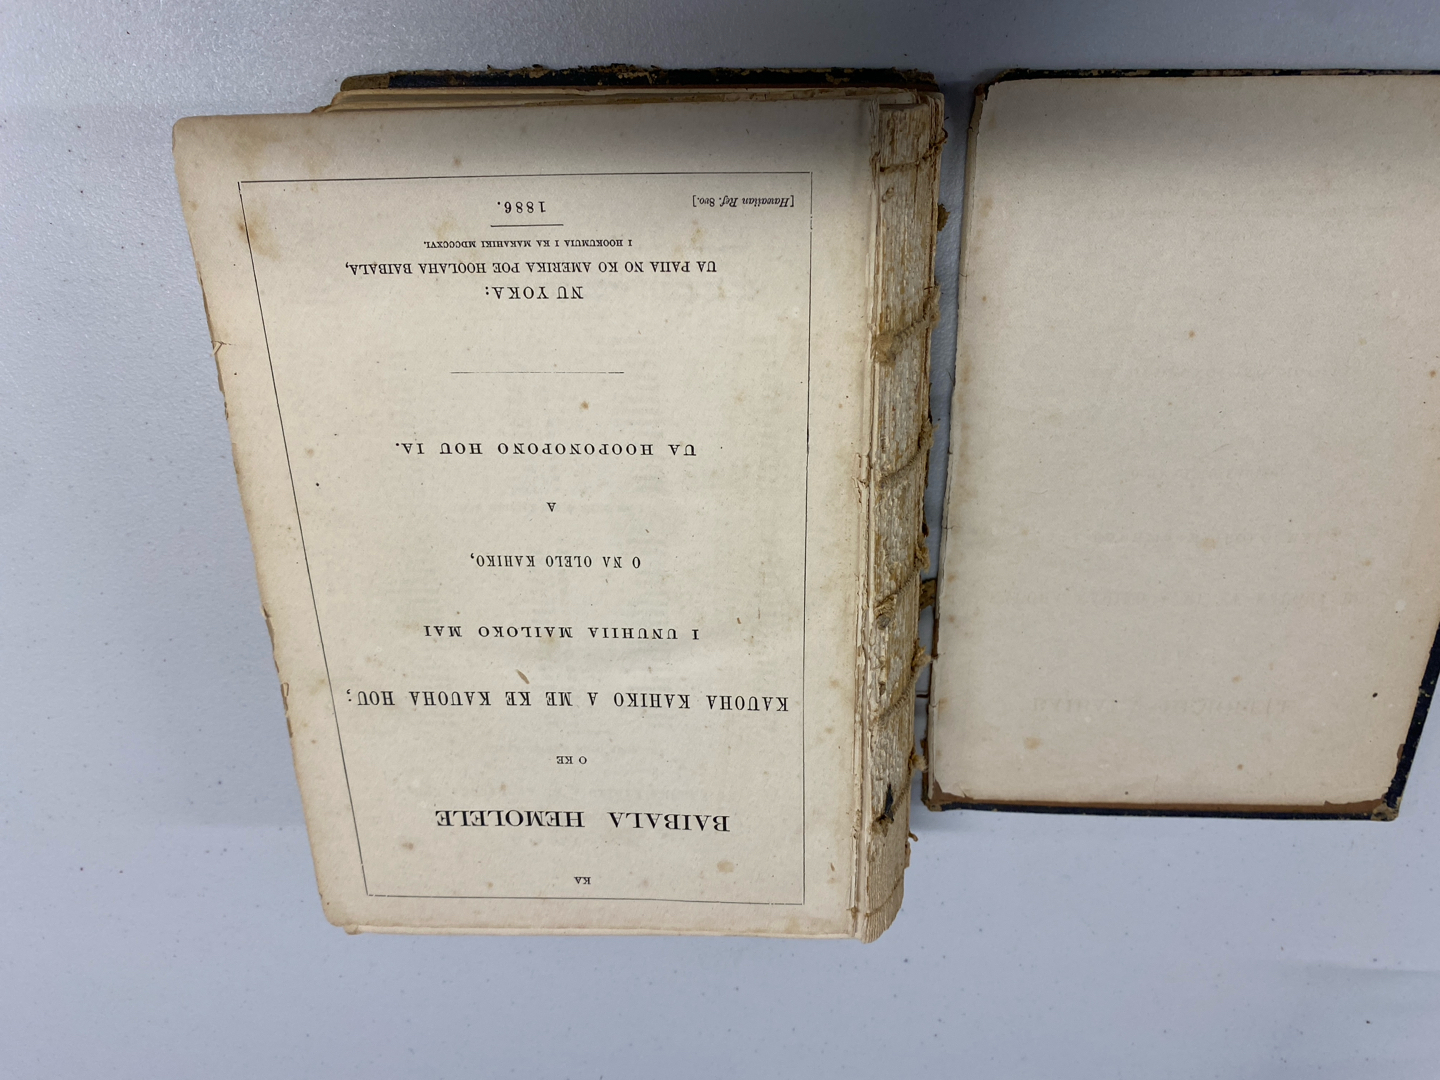 KA
BAIBALA HEMOLELE
O KE
KAUOHA KAHIKO A ME KE KAUOHA HOU;
I UNUHIIA MAILOKO MAI
O NA OLELO KAHIKO,
A
UA HOOPONOPONO HOU IA.
NU YOKA:
UA PAIIA NO KO AMERIKA POE HOOLAHA BAIBALA,
I HOOKUMUIA I KA MAKAHIKI MDCCCXVI.
1886.
[Hawaiian Ref. 8vo.]